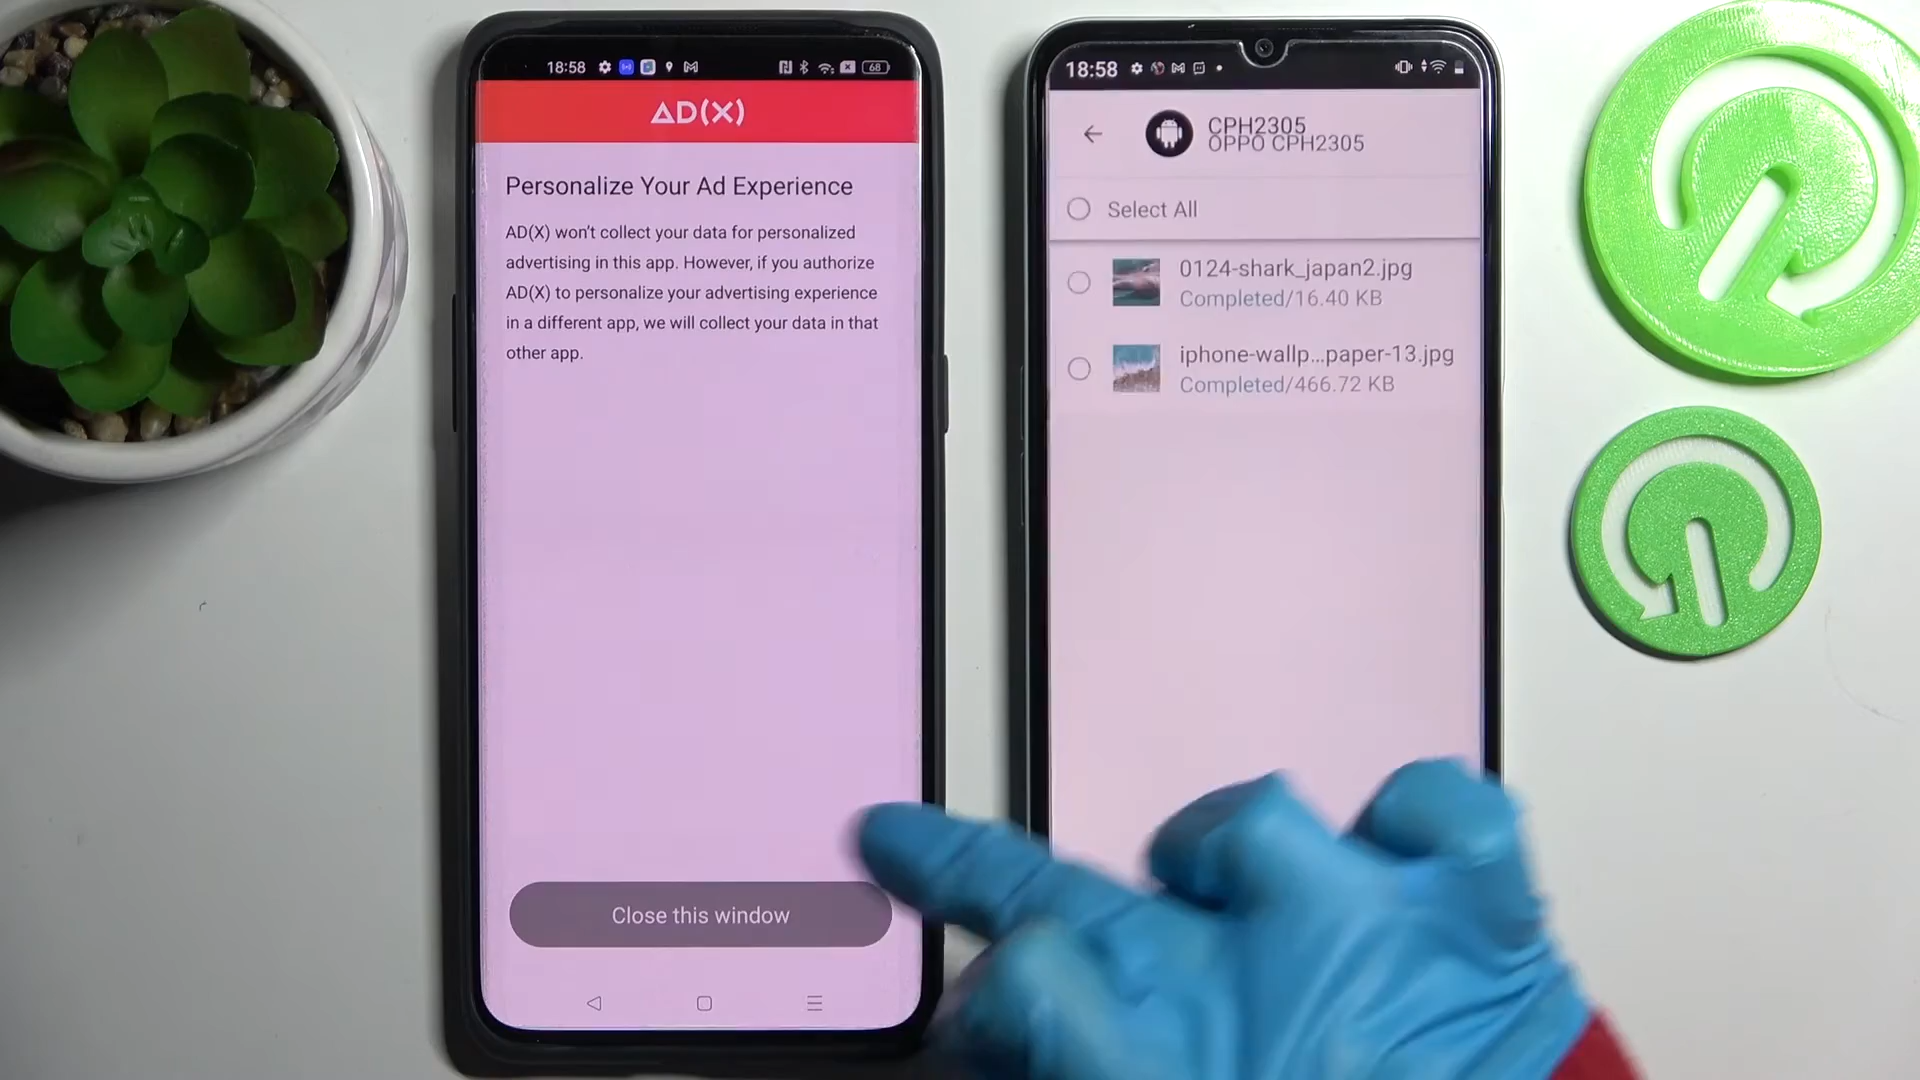 18:58
68
AD(X)
Personalize Your Ad Experience
AD(X) won't collect your data for personalized
advertising in this app. However, if you authorize
AD(X) to personalize your advertising experience
in a different app, we will collect your data in that
other app.
Close this window
18:58
CPH2305
OPPO CPH2305
Select All
0124-shark_japan2.jpg
Completed/16.40 KB
iphone-wallp...paper-13.jpg
Completed/466.72 KB